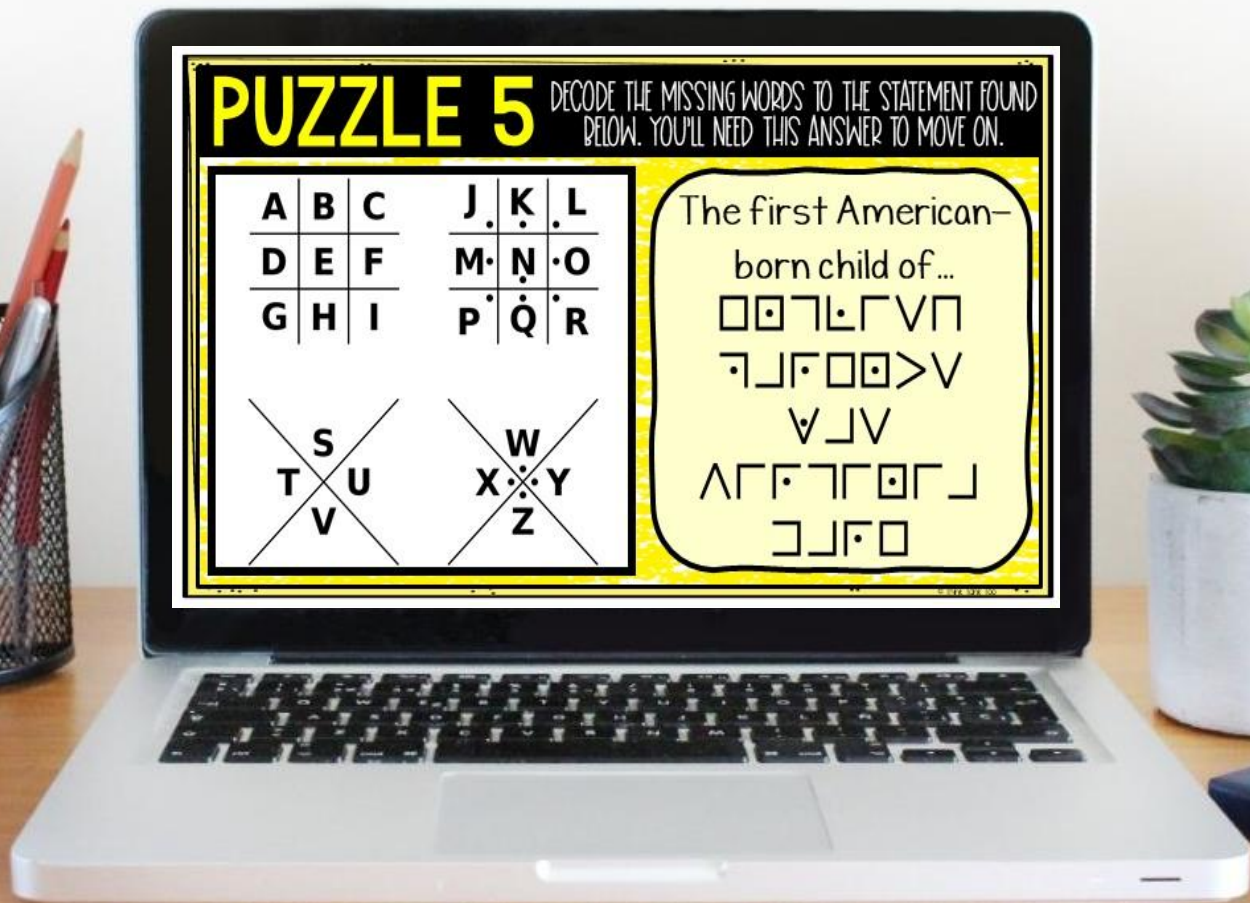 PUZZLE 5
DECODE THE MISSING WORDS TO THE STATEMENT FOUND
BELOW. YOU'LL NEED THIS ANSWER TO MOVE ON.
A B C
D E F
G H I
J K L
M N O
P Q R
S
T U
V
W
X Y
Z
The first American-
born child of...